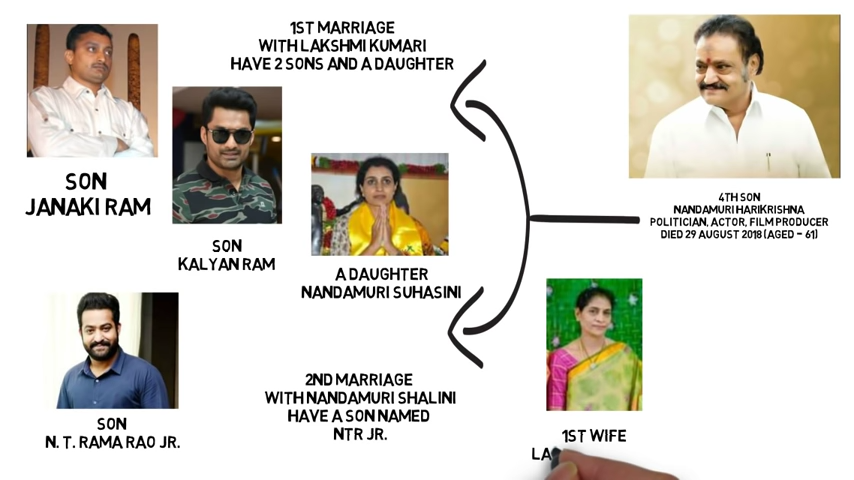 1ST MARRIAGE
WITH LAKSHMI KUMARI
HAVE 2 SONS AND A DAUGHTER
SON
JANAKI RAM
SON
KALYAN RAM
A DAUGHTER
NANDAMURI SUHASINI
4TH SON
NANDAMURI HARIKRISHNA
POLITICIAN, ACTOR, FILM PRODUCER
DIED 29 AUGUST 2018 (AGED - 61)
SON
N. T. RAMA RAO JR.
2ND MARRIAGE
WITH NANDAMURI SHALINI
HAVE A SON NAMED
NTR JR.
1ST WIFE
LA